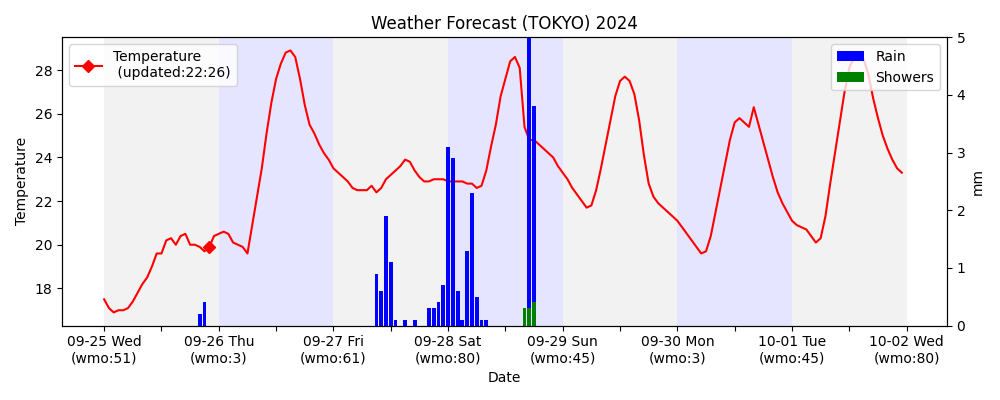 Weather Forecast (TOKYO) 2024
Temperature
(updated:22:26)
Rain
Showers
28
26
24
22
20
18
Temperature
5
4
3
2
1
0
mm
09-25 Wed
(wmo:51)
09-26 Thu
(wmo:3)
09-27 Fri
(wmo:61)
09-28 Sat
(wmo:80)
09-29 Sun
(wmo:45)
09-30 Mon
(wmo:3)
10-01 Tue
(wmo:45)
10-02 Wed
(wmo:80)
Date